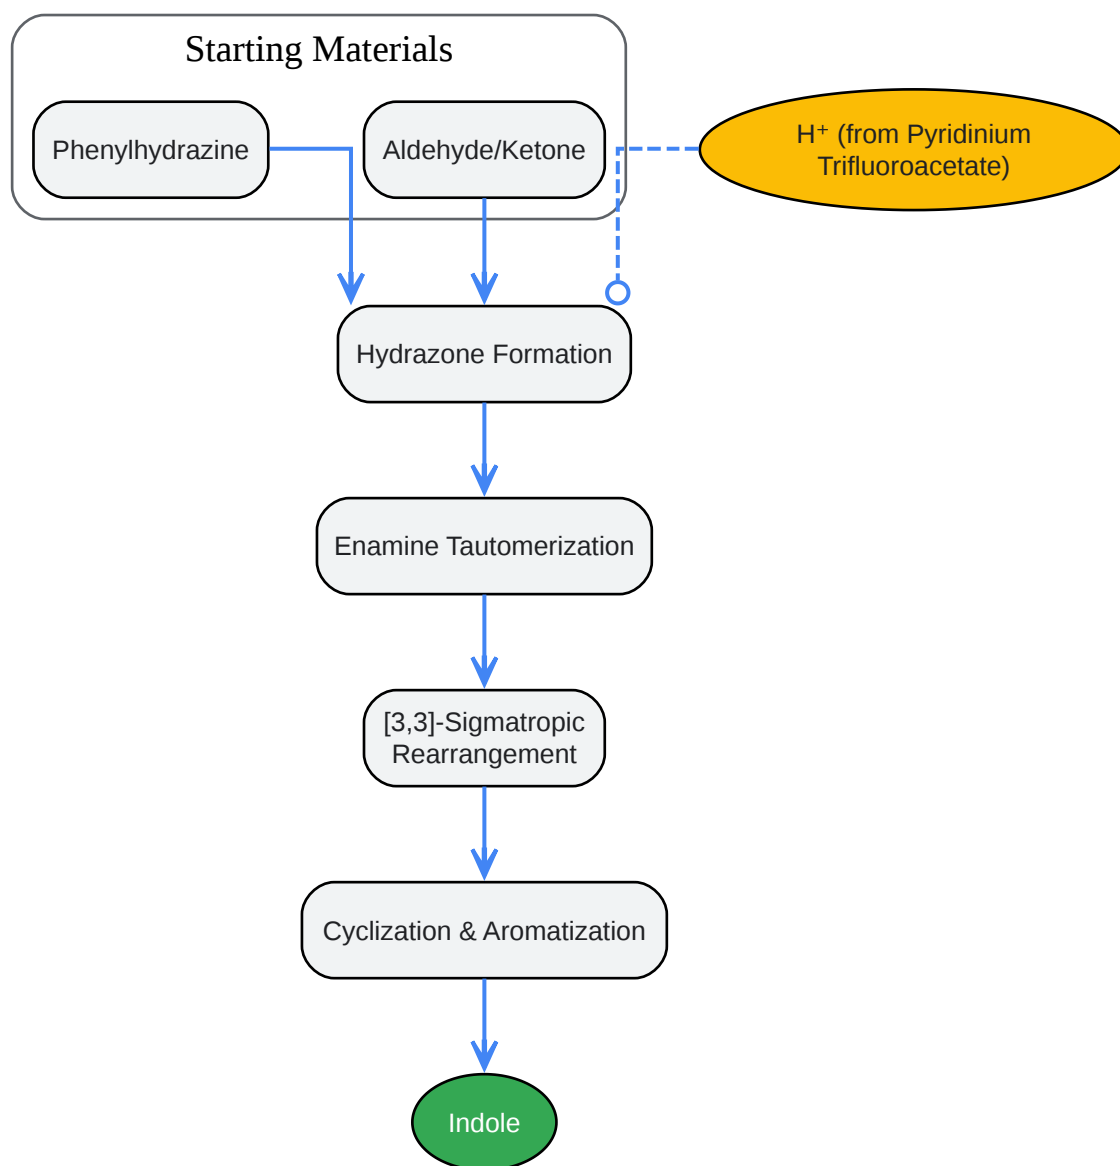 Starting Materials
Phenylhydrazine
Aldehyde/Ketone
H⁺ (from Pyridinium
Trifluoroacetate)
Hydrazone Formation
Enamine Tautomerization
[3,3]-Sigmatropic
Rearrangement
Cyclization & Aromatization
Indole